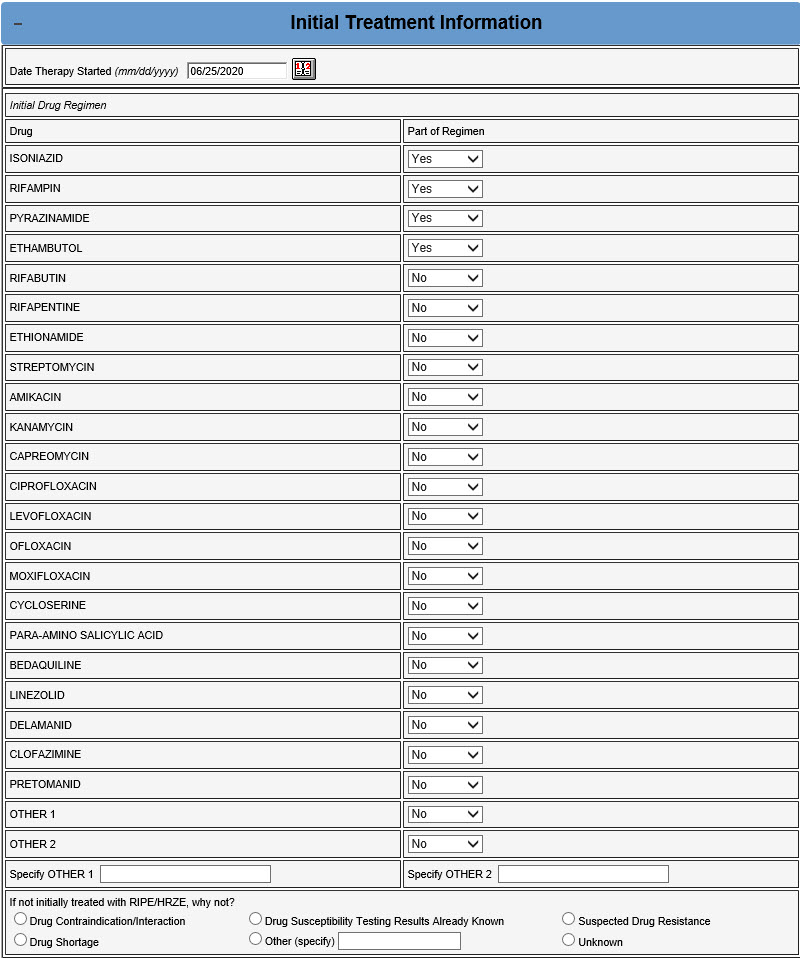 Initial Treatment Information
Date Therapy Started (mm/dd/yyyy) 06/25/2020
Initial Drug Regimen
Drug Part of Regimen
ISONIAZID Yes
RIFAMPIN Yes
PYRAZINAMIDE Yes
ETHAMBUTOL Yes
RIFABUTIN No
RIFAPENTINE No
ETHIONAMIDE No
STREPTOMYCIN No
AMIKACIN No
KANAMYCIN No
CAPREOMYCIN No
CIPROFLOXACIN No
LEVOFLOXACIN No
OFLOXACIN No
MOXIFLOXACIN No
CYCLOSERINE No
PARA-AMINO SALICYLIC ACID No
BEDAQUILINE No
LINEZOLID No
DELAMANID No
CLOFAZIMINE No
PRETOMANID No
OTHER 1 No
OTHER 2 No
Specify OTHER 1 Specify OTHER 2
If not initially treated with RIPE/HRZE, why not?
Drug Contraindication/Interaction Drug Susceptibility Testing Results Already Known Suspected Drug Resistance
Drug Shortage Other (specify) Unknown